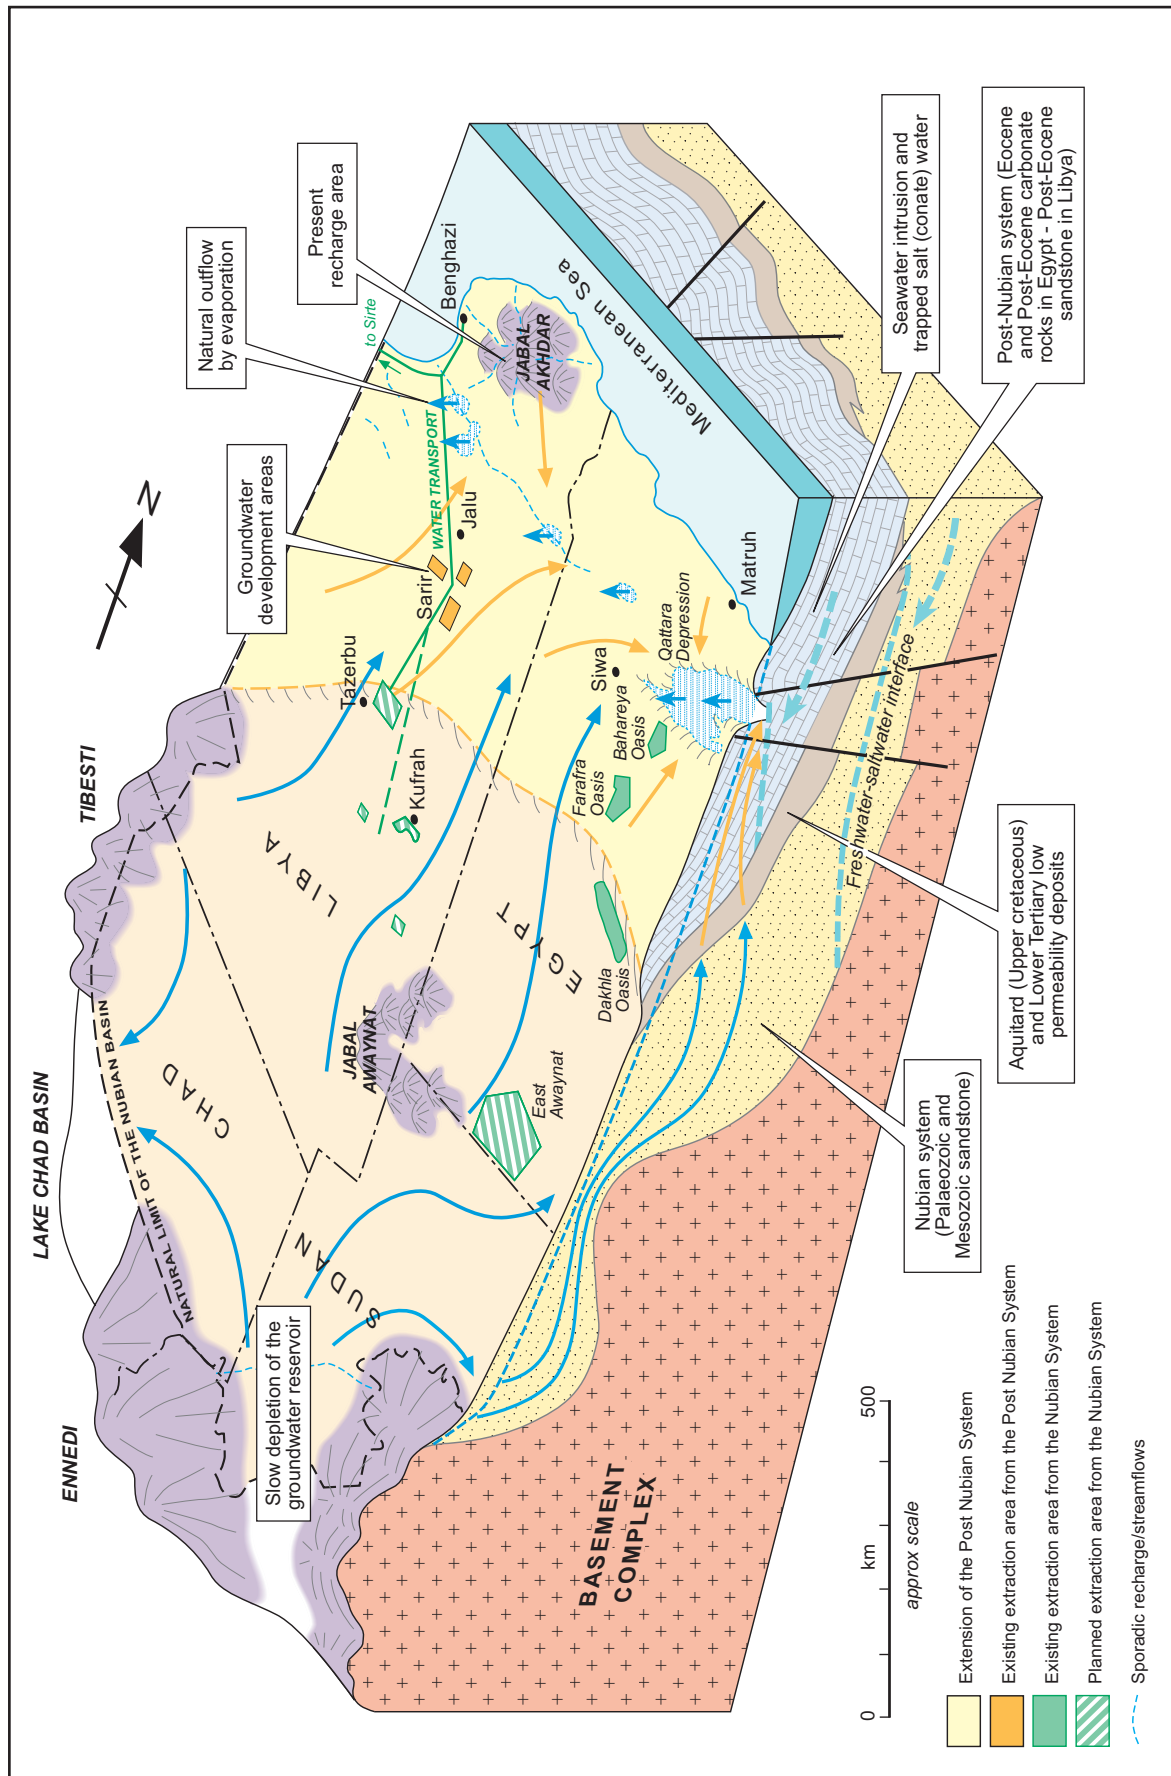 ENNEDI
LAKE CHAD BASIN
TIBESTI
NATURAL LIMIT OF THE NUBIAN BASIN
CHAD
LIBYA
SUDAN
EGYPT
Slow depletion of the
groundwater reservoir
JABAL
AWAYNAT
East
Awaynat
Kufrah
Tazerbu
Sarir
Jalu
WATER TRANSPORT
to Sirte
Benghazi
JABAL
AKHDAR
Groundwater
development areas
Natural outflow
by evaporation
Present
recharge area
N
Dakhla
Oasis
Farafra
Oasis
Bahareya
Oasis
Siwa
Qattara
Depression
Matruh
Mediterranean Sea
Freshwater-saltwater interface
BASEMENT
COMPLEX
Nubian system
(Palaeozoic and
Mesozoic sandstone)
Aquitard (Upper cretaceous)
and Lower Tertiary low
permeability deposits
Seawater intrusion and
trapped salt (conate) water
Post-Nubian system (Eocene
and Post-Eocene carbonate
rocks in Egypt - Post-Eocene
sandstone in Libya)
0
km
500
approx scale
Extension of the Post Nubian System
Existing extraction area from the Post Nubian System
Existing extraction area from the Nubian System
Planned extraction area from the Nubian System
Sporadic recharge/streamflows